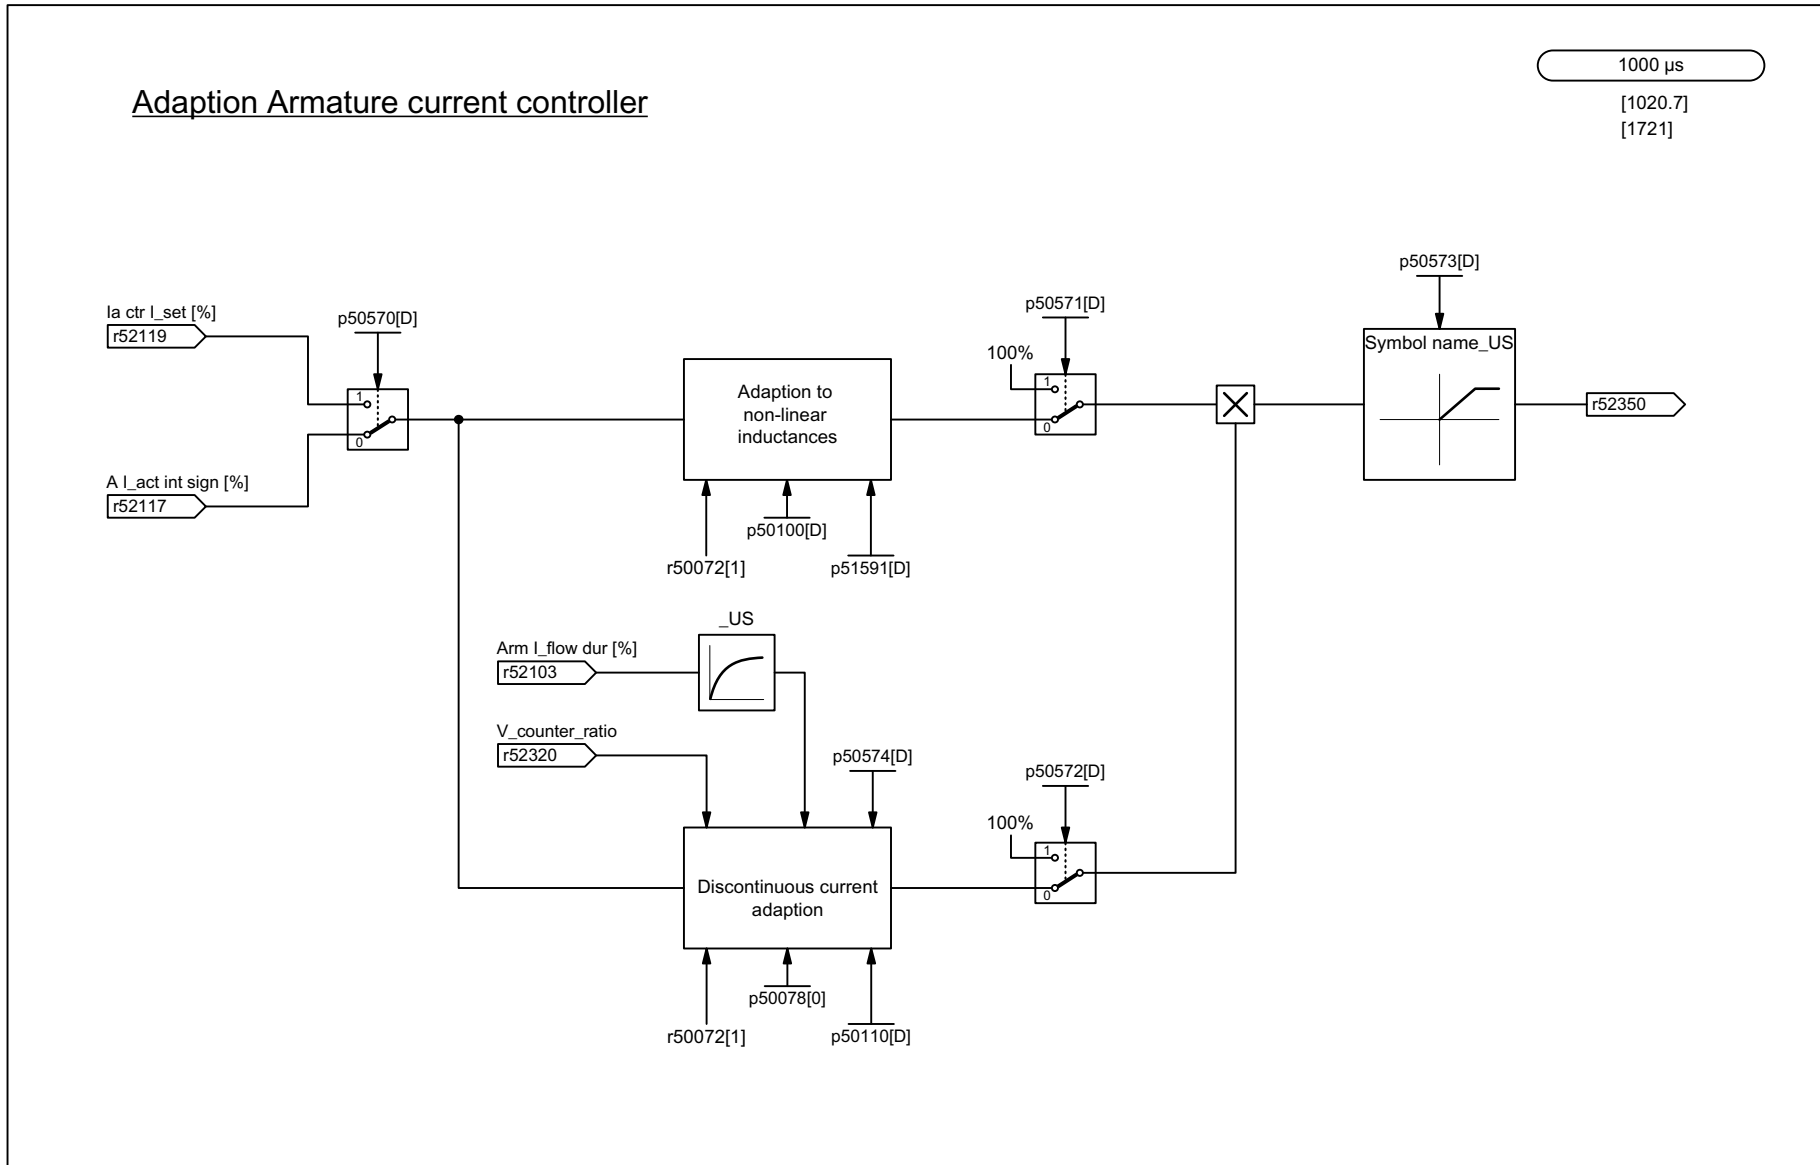 1000 µs
Adaption Armature current controller
[1020.7]
[1721]
p50573[D]
Ia ctr I_set [%]
r52119
p50570[D]
p50571[D]
Symbol name_US
100%
1
0
Adaption to
non-linear
inductances
1
0
r52350
A I_act int sign [%]
r52117
p50100[D]
r50072[1]
p51591[D]
_US
Arm I_flow dur [%]
r52103
V_counter_ratio
r52320
p50574[D]
p50572[D]
100%
1
0
Discontinuous current
adaption
p50078[0]
r50072[1]
p50110[D]